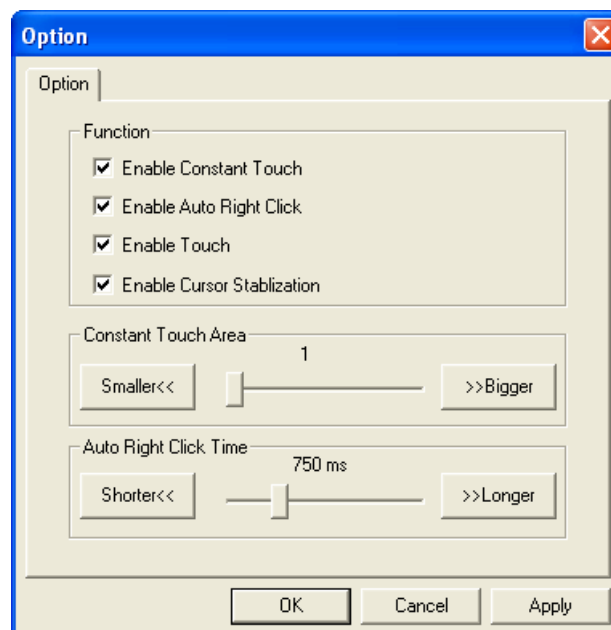 Option
Option
Function
Enable Constant Touch
Enable Auto Right Click
Enable Touch
Enable Cursor Stablization
Constant Touch Area
1
Smaller<<
>>Bigger
Auto Right Click Time
750 ms
Shorter<<
>>Longer
OK
Cancel
Apply